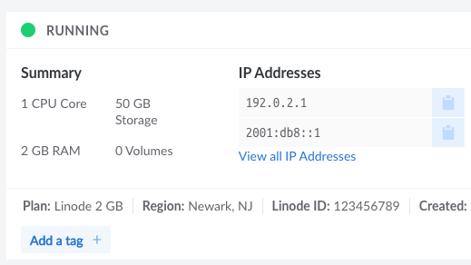 RUNNING
Summary
IP Addresses
1 CPU Core
50 GB
Storage
192.0.2.1
2001:db8::1
2 GB RAM
0 Volumes
View all IP Addresses
Plan: Linode 2 GB
Region: Newark, NJ
Linode ID: 123456789
Created:
Add a tag +